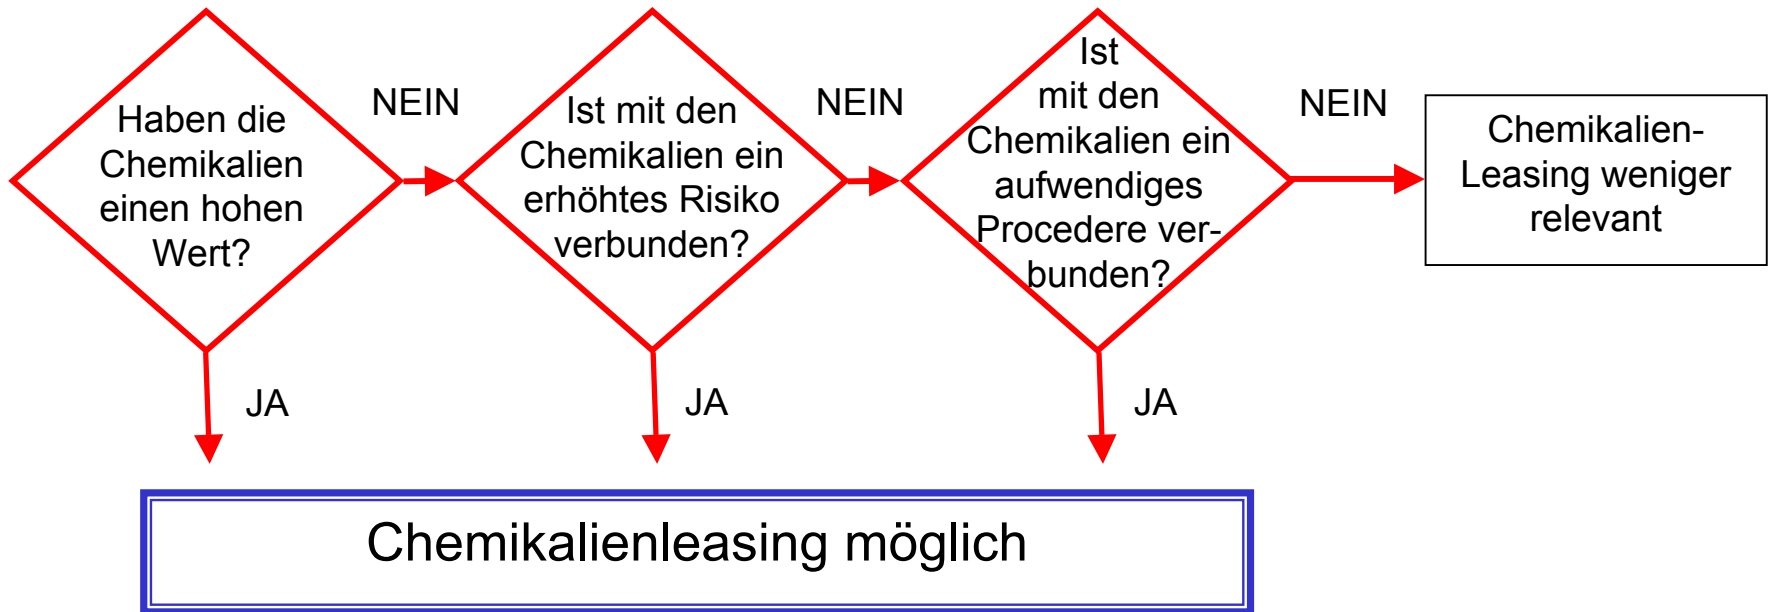 Haben die
Chemikalien
einen hohen
Wert?
NEIN
Ist mit den
Chemikalien ein
erhöhtes Risiko
verbunden?
NEIN
Ist
mit den
Chemikalien ein
aufwendiges
Procedere ver-
bunden?
NEIN
Chemikalien-
Leasing weniger
relevant
JA
JA
JA
Chemikalienleasing möglich